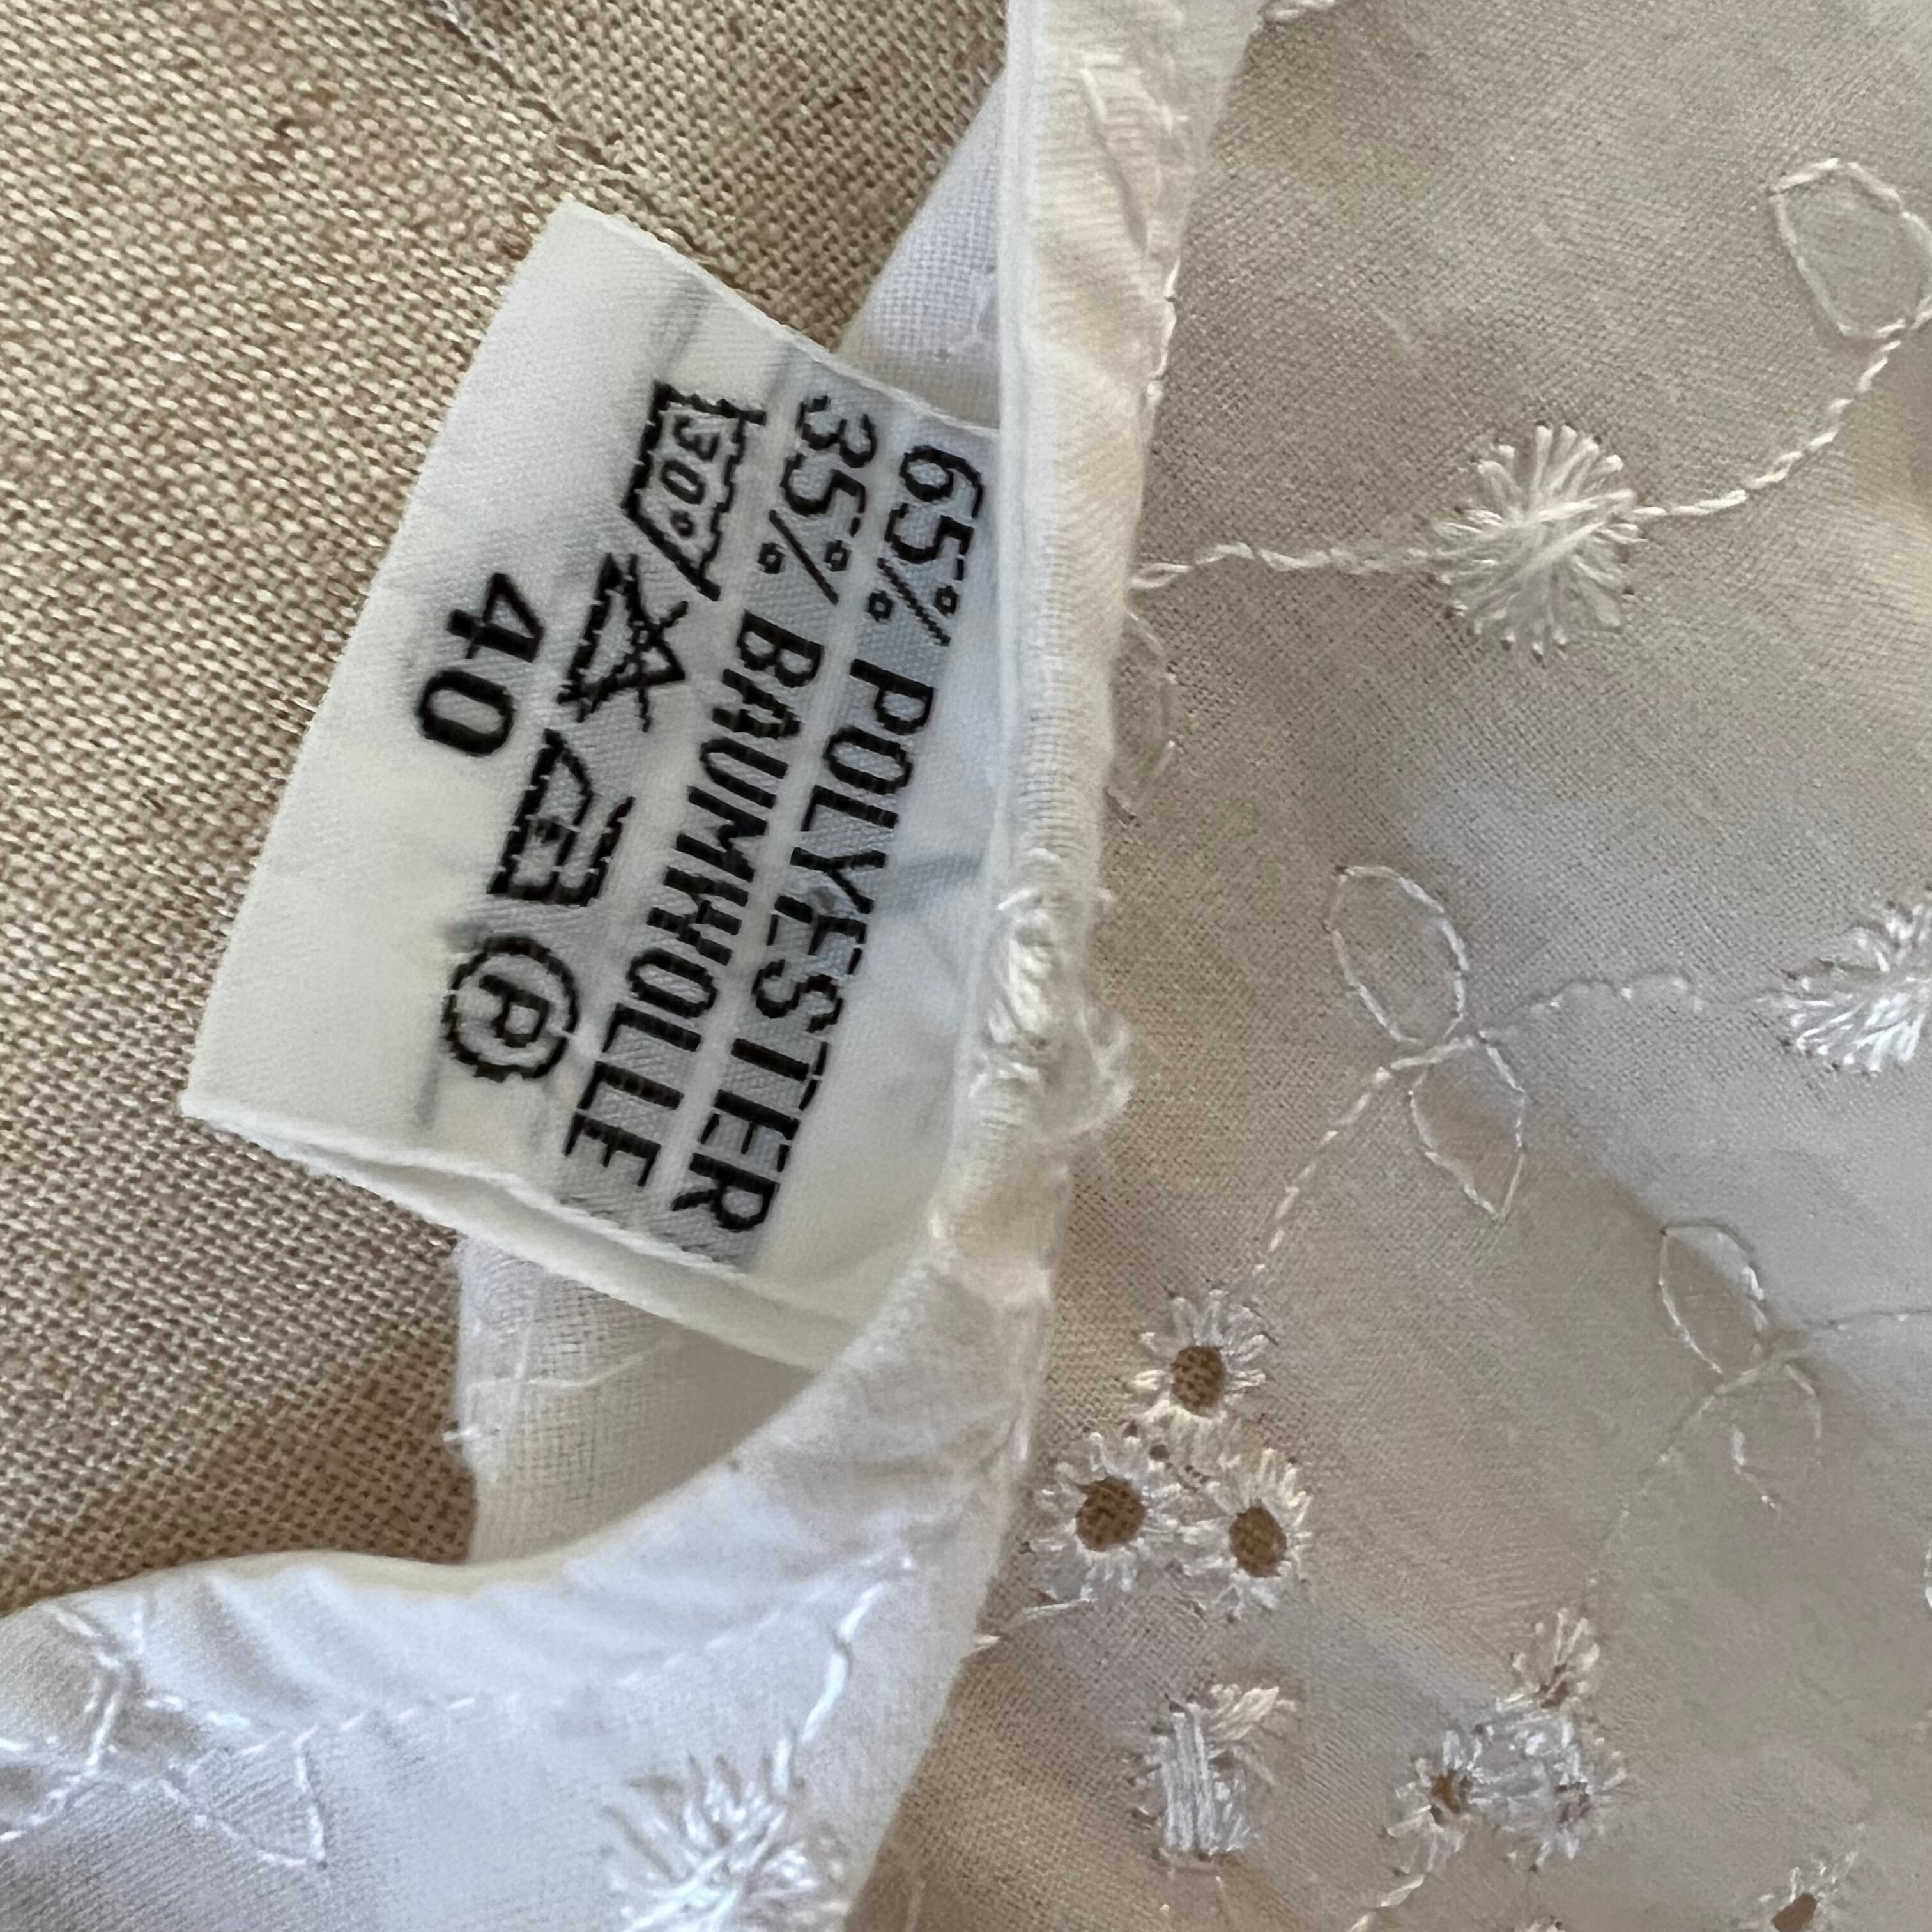 65% POLYESTER
35% BAUMWOLLE
30° P
40